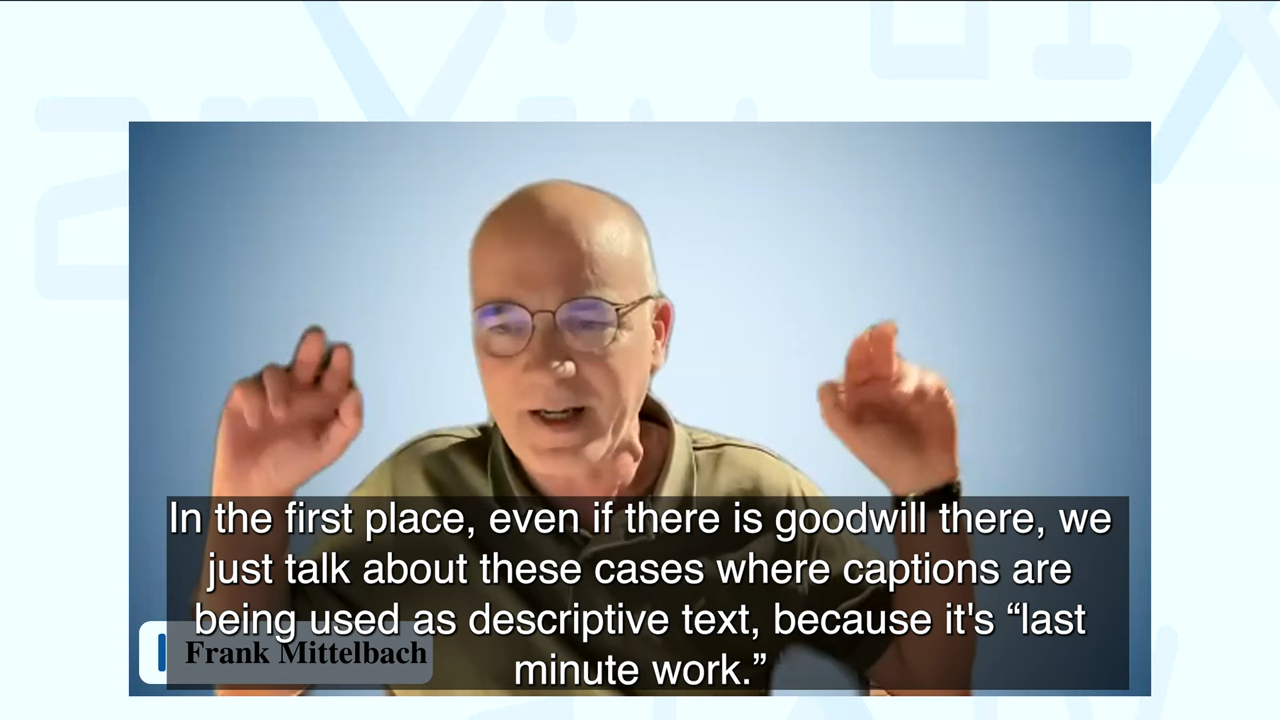 In the first place, even if there is goodwill there, we
just talk about these cases where captions are
being used as descriptive text, because it's “last
minute work.”
Frank Mittelbach